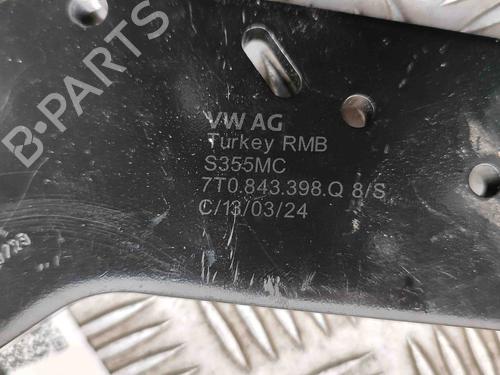 VW AG
Turkey RMB
S355MC
7T0.843.398.Q 8/S
C/13/03/24
B-PARTS